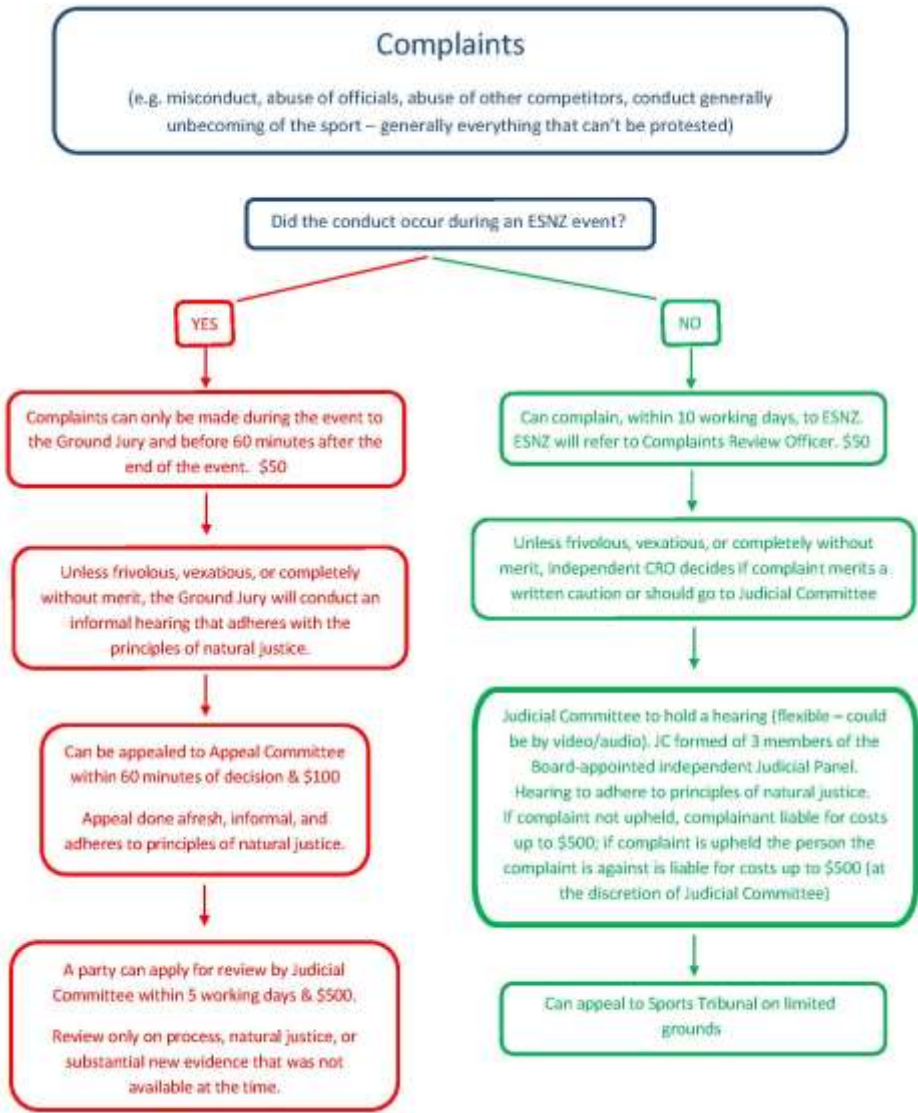 Complaints
(e.g. misconduct, abuse of officials, abuse of other competitors, conduct generally
unbecoming of the sport – generally everything that can't be protested)
Did the conduct occur during an ESNZ event?
YES
Complaints can only be made during the event to
the Ground Jury and before 60 minutes after the
end of the event. $50
Unless frivolous, vexatious, or completely
without merit, the Ground Jury will conduct an
informal hearing that adheres with the
principles of natural justice.
Can be appealed to Appeal Committee
within 60 minutes of decision & $100
Appeal done afresh, informal, and
adheres to principles of natural justice.
A party can apply for review by Judicial
Committee within 5 working days & $500.
Review only on process, natural justice, or
substantial new evidence that was not
available at the time.
NO
Can complain, within 10 working days, to ESNZ.
ESNZ will refer to Complaints Review Officer. $50
Unless frivolous, vexatious, or completely without
merit, independent CRO decides if complaint merits a
written caution or should go to Judicial Committee
Judicial Committee to hold a hearing (flexible – could
be by video/audio). JC formed of 3 members of the
Board-appointed independent Judicial Panel.
Hearing to adhere to principles of natural justice.
If complaint not upheld, complainant liable for costs
up to $500; if complaint is upheld the person the
complaint is against is liable for costs up to $500 (at
the discretion of Judicial Committee)
Can appeal to Sports Tribunal on limited
grounds